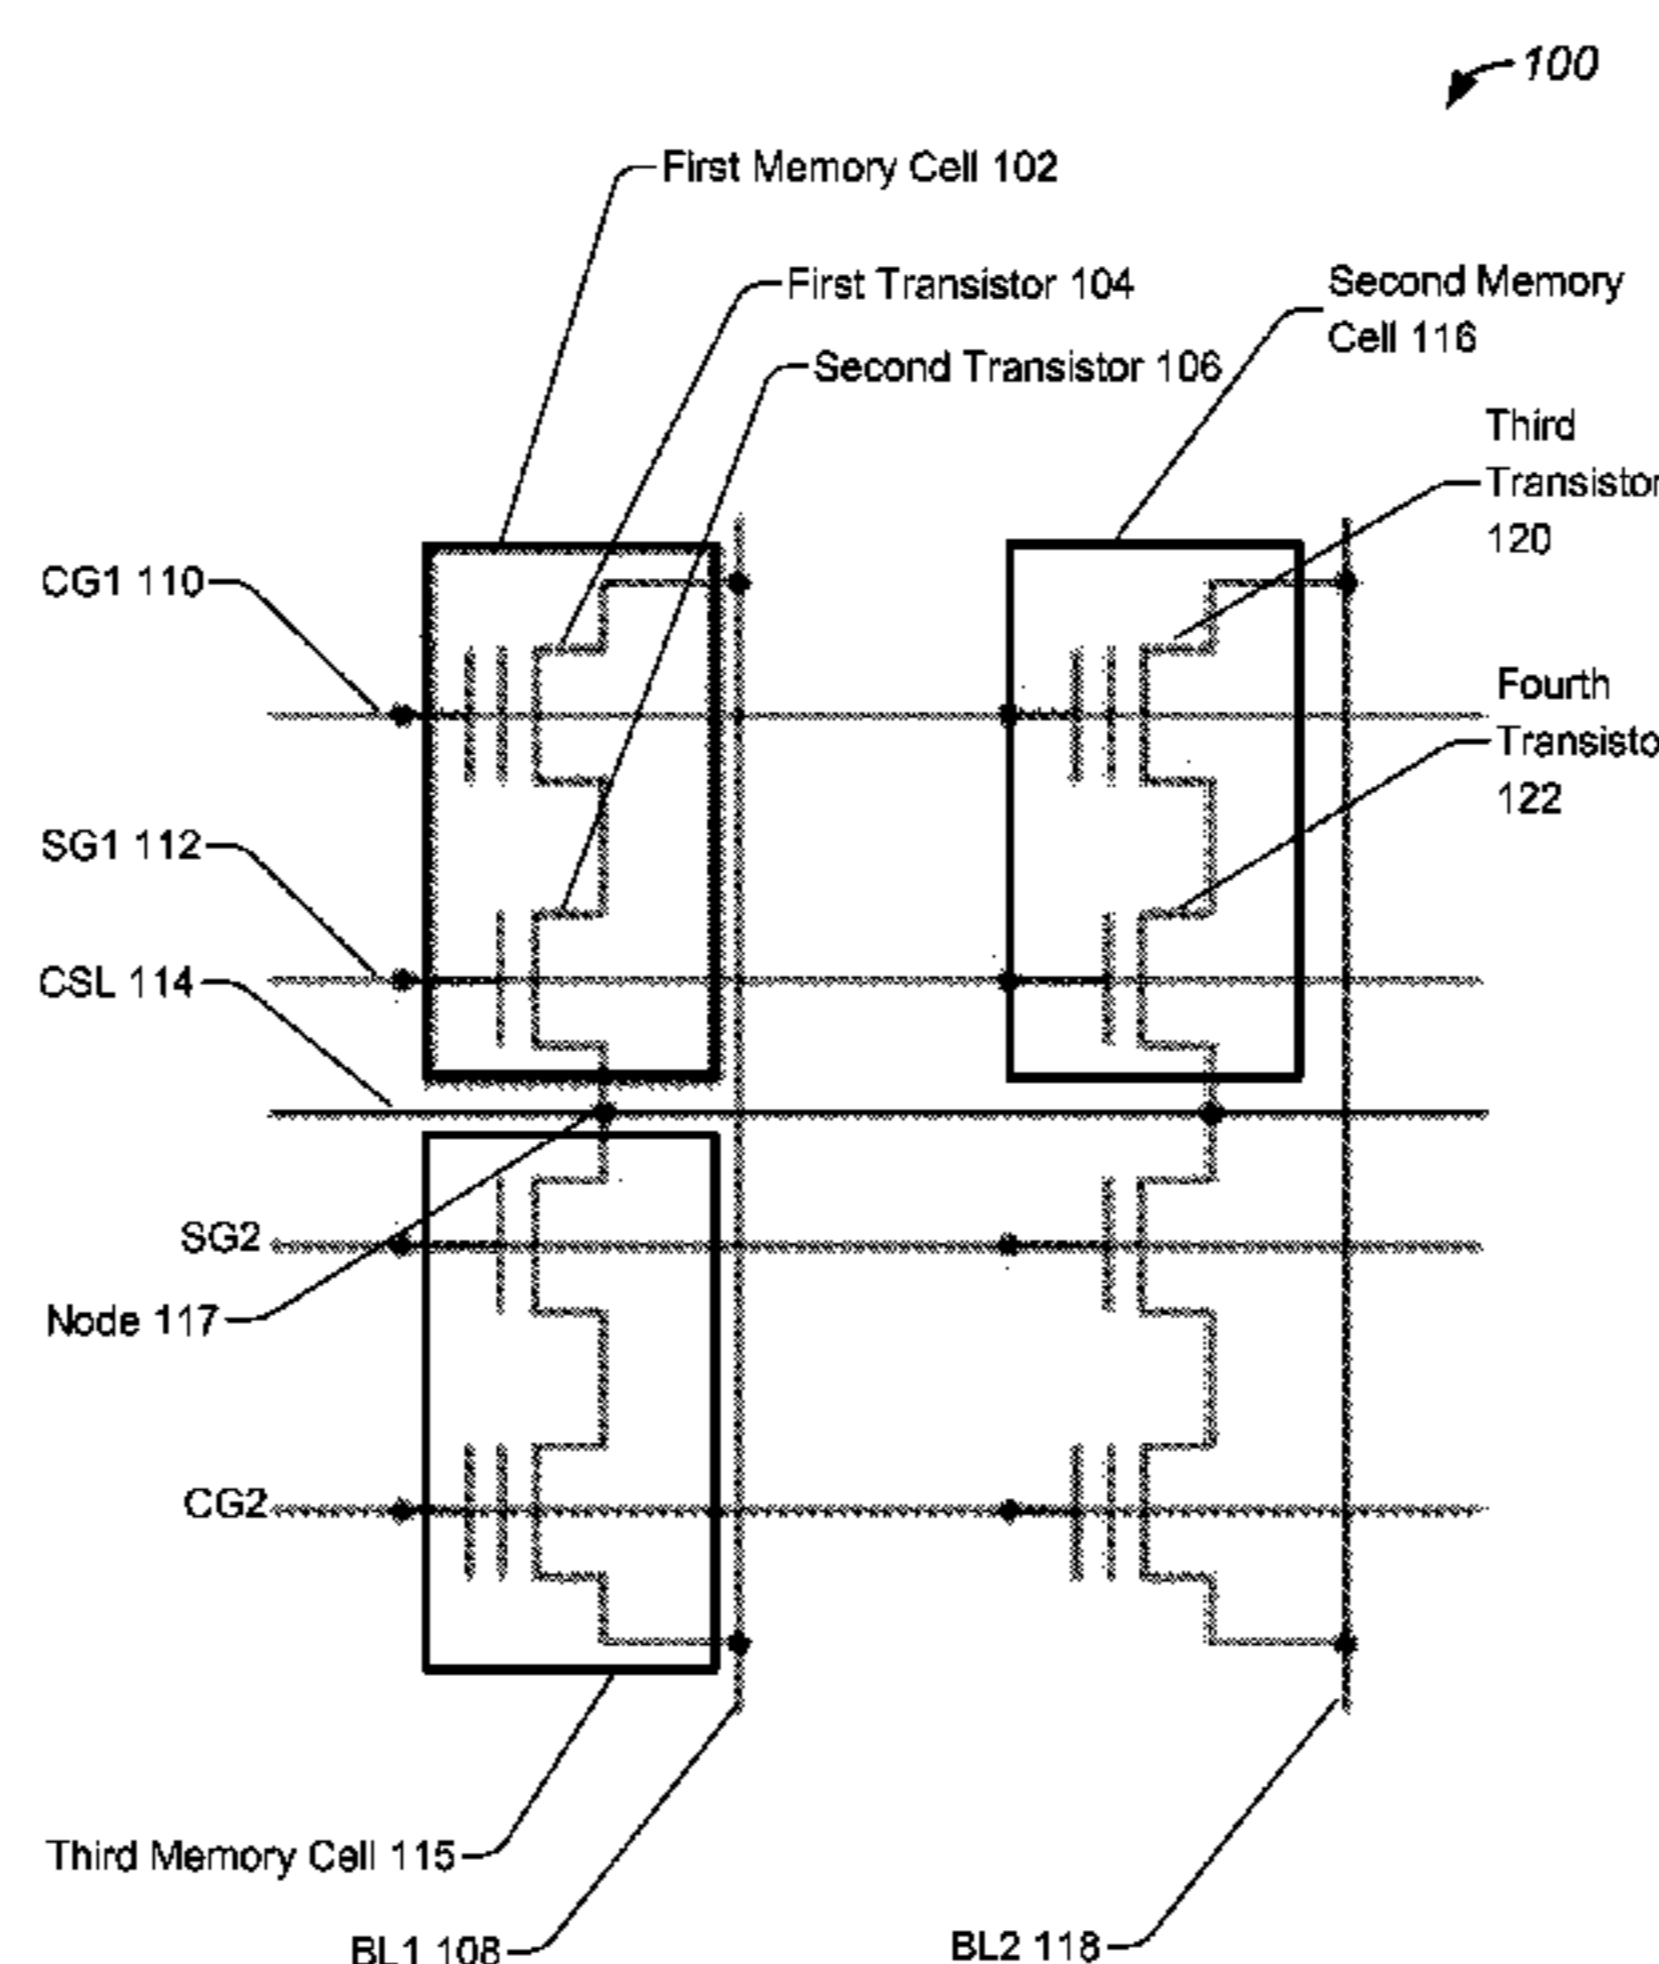 100
First Memory Cell 102
First Transistor 104
Second Memory
Cell 116
Second Transistor 106
Third
Transistor
120
CG1 110
Fourth
Transisto
122
SG1 112
CSL 114
SG2
Node 117
CG2
Third Memory Cell 115
BL1 108
BL2 118